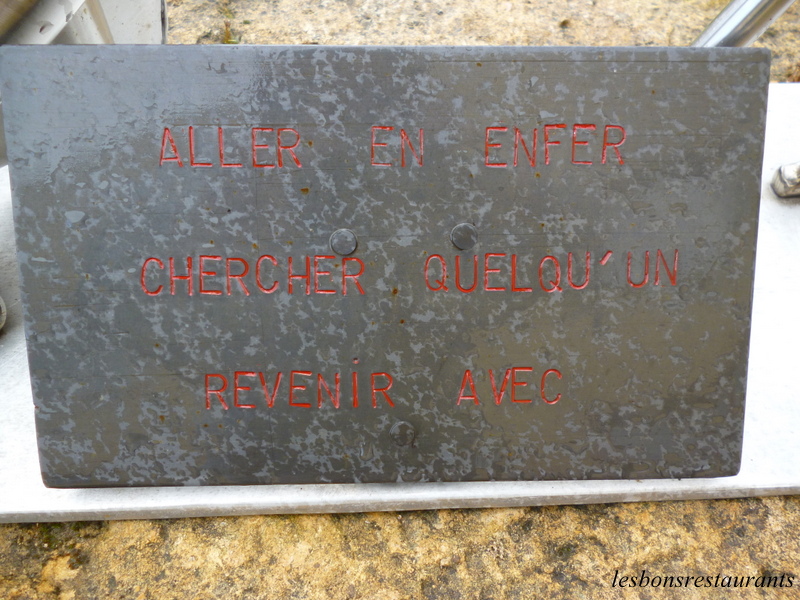 ALLER EN ENFER
CHERCHER QUELQU'UN
REVENIR AVEC
lesbonsrestaurants